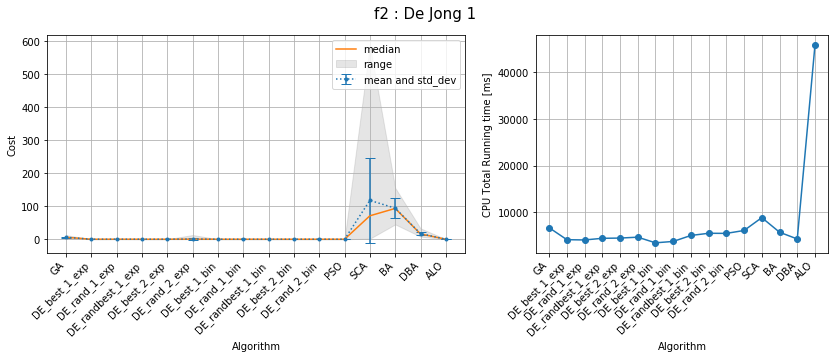 f2 : De Jong 1
600
500
400
300
200
100
0
Cost
median
range
mean and std_dev
GA
DE_best_1_exp
DE_rand_1_exp
DE_randbest_1_exp
DE_best_2_exp
DE_rand_2_exp
DE_best_1_bin
DE_rand_1_bin
DE_randbest_1_bin
DE_best_2_bin
DE_rand_2_bin
PSO
SCA
BA
DBA
ALO
Algorithm
40000
30000
20000
10000
CPU Total Running time [ms]
GA
DE_best_1_exp
DE_rand_1_exp
DE_randbest_1_exp
DE_best_2_exp
DE_rand_2_exp
DE_best_1_bin
DE_rand_1_bin
DE_randbest_1_bin
DE_best_2_bin
DE_rand_2_bin
PSO
SCA
BA
DBA
ALO
Algorithm